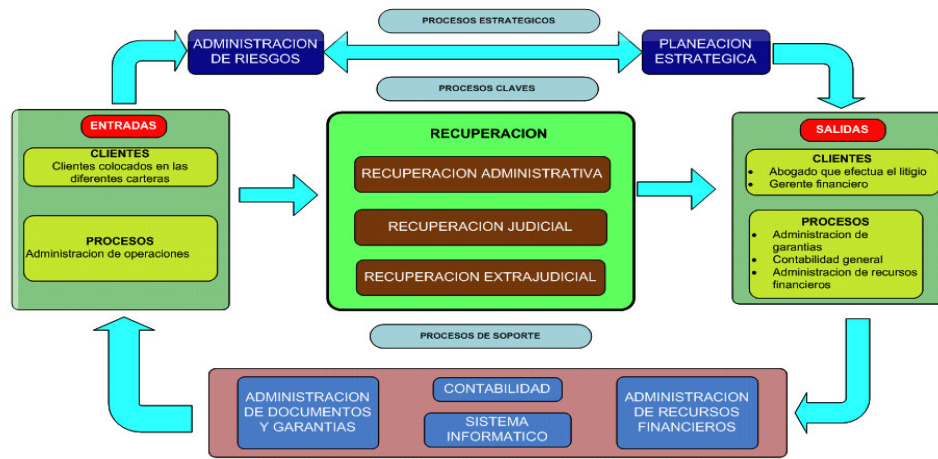 PROCESOS ESTRATEGICOS
ADMINISTRACION
DE RIESGOS
PLANEACION
ESTRATEGICA
PROCESOS CLAVES
ENTRADAS
CLIENTES
Clientes colocados en las
diferentes carteras
PROCESOS
Administracion de operaciones
RECUPERACION
RECUPERACION ADMINISTRATIVA
RECUPERACION JUDICIAL
RECUPERACION EXTRAJUDICIAL
SALIDAS
CLIENTES
• Abogado que efectua el litigio
• Gerente financiero
PROCESOS
• Administracion de
garantias
• Contabilidad general
• Administracion de recursos
financieros
PROCESOS DE SOPORTE
ADMINISTRACION
DE DOCUMENTOS
Y GARANTIAS
CONTABILIDAD
SISTEMA
INFORMATICO
ADMINISTRACION
DE RECURSOS
FINANCIEROS